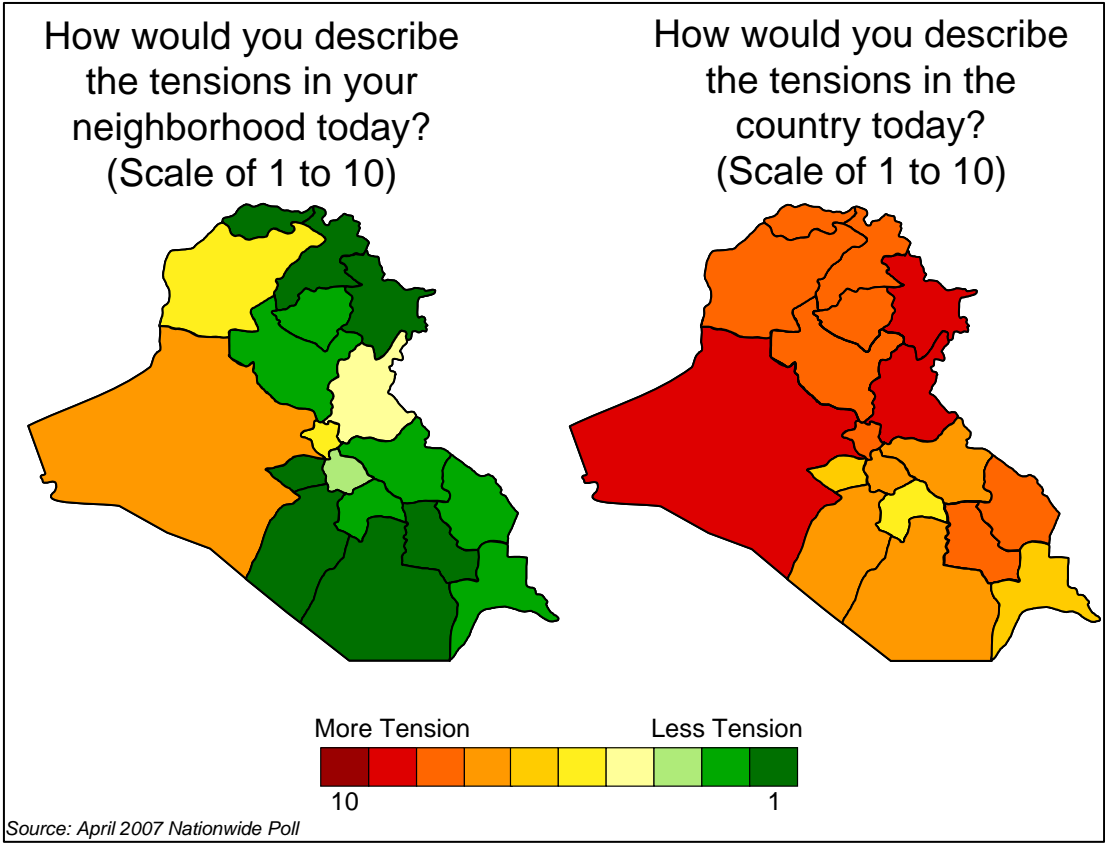 How would you describe
the tensions in your
neighborhood today?
(Scale of 1 to 10)
How would you describe
the tensions in the
country today?
(Scale of 1 to 10)
More Tension
Less Tension
10
1
Source: April 2007 Nationwide Poll